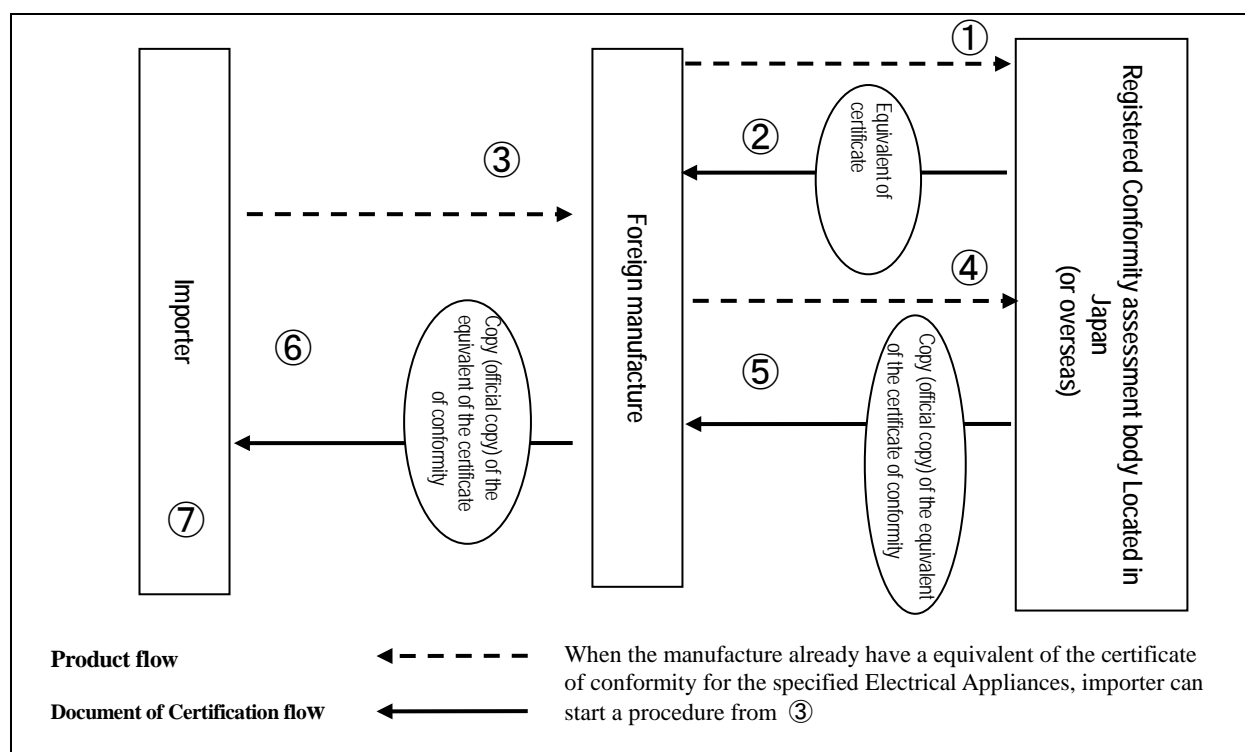 ①
Registered Conformity assessment body Located in
Japan
(or overseas)
Equivalent of
certificate
②
③
Foreign manufacture
④
Importer
⑥
Copy (official copy) of the
equivalent of the certificate
of conformity
⑤
Copy (official copy) of the equivalent
of the certificate of conformity
⑦
Product flow
When the manufacture already have a equivalent of the certificate
of conformity for the specified Electrical Appliances, importer can
start a procedure from ③
Document of Certification flow